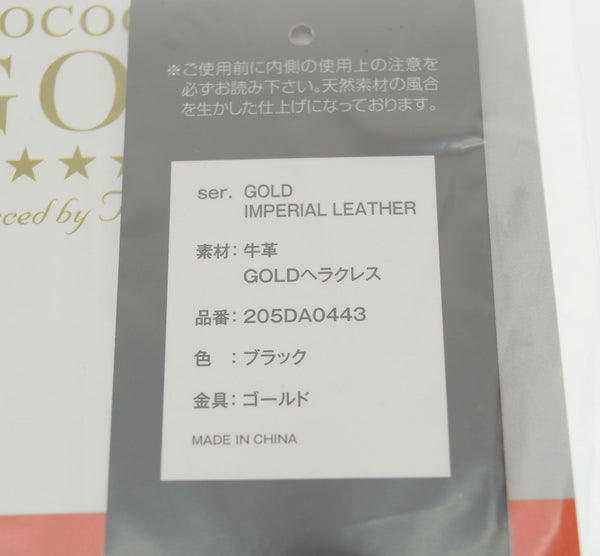 GO
★★★
※ご使用前に内側の使用上の注意を
必ずお読み下さい。天然素材の風合
を生かした仕上げになっております。
ser. GOLD
IMPERIAL LEATHER
素材：牛革
GOLDヘラクレス
品番：205DA0443
色　：ブラック
金具：ゴールド
MADE IN CHINA